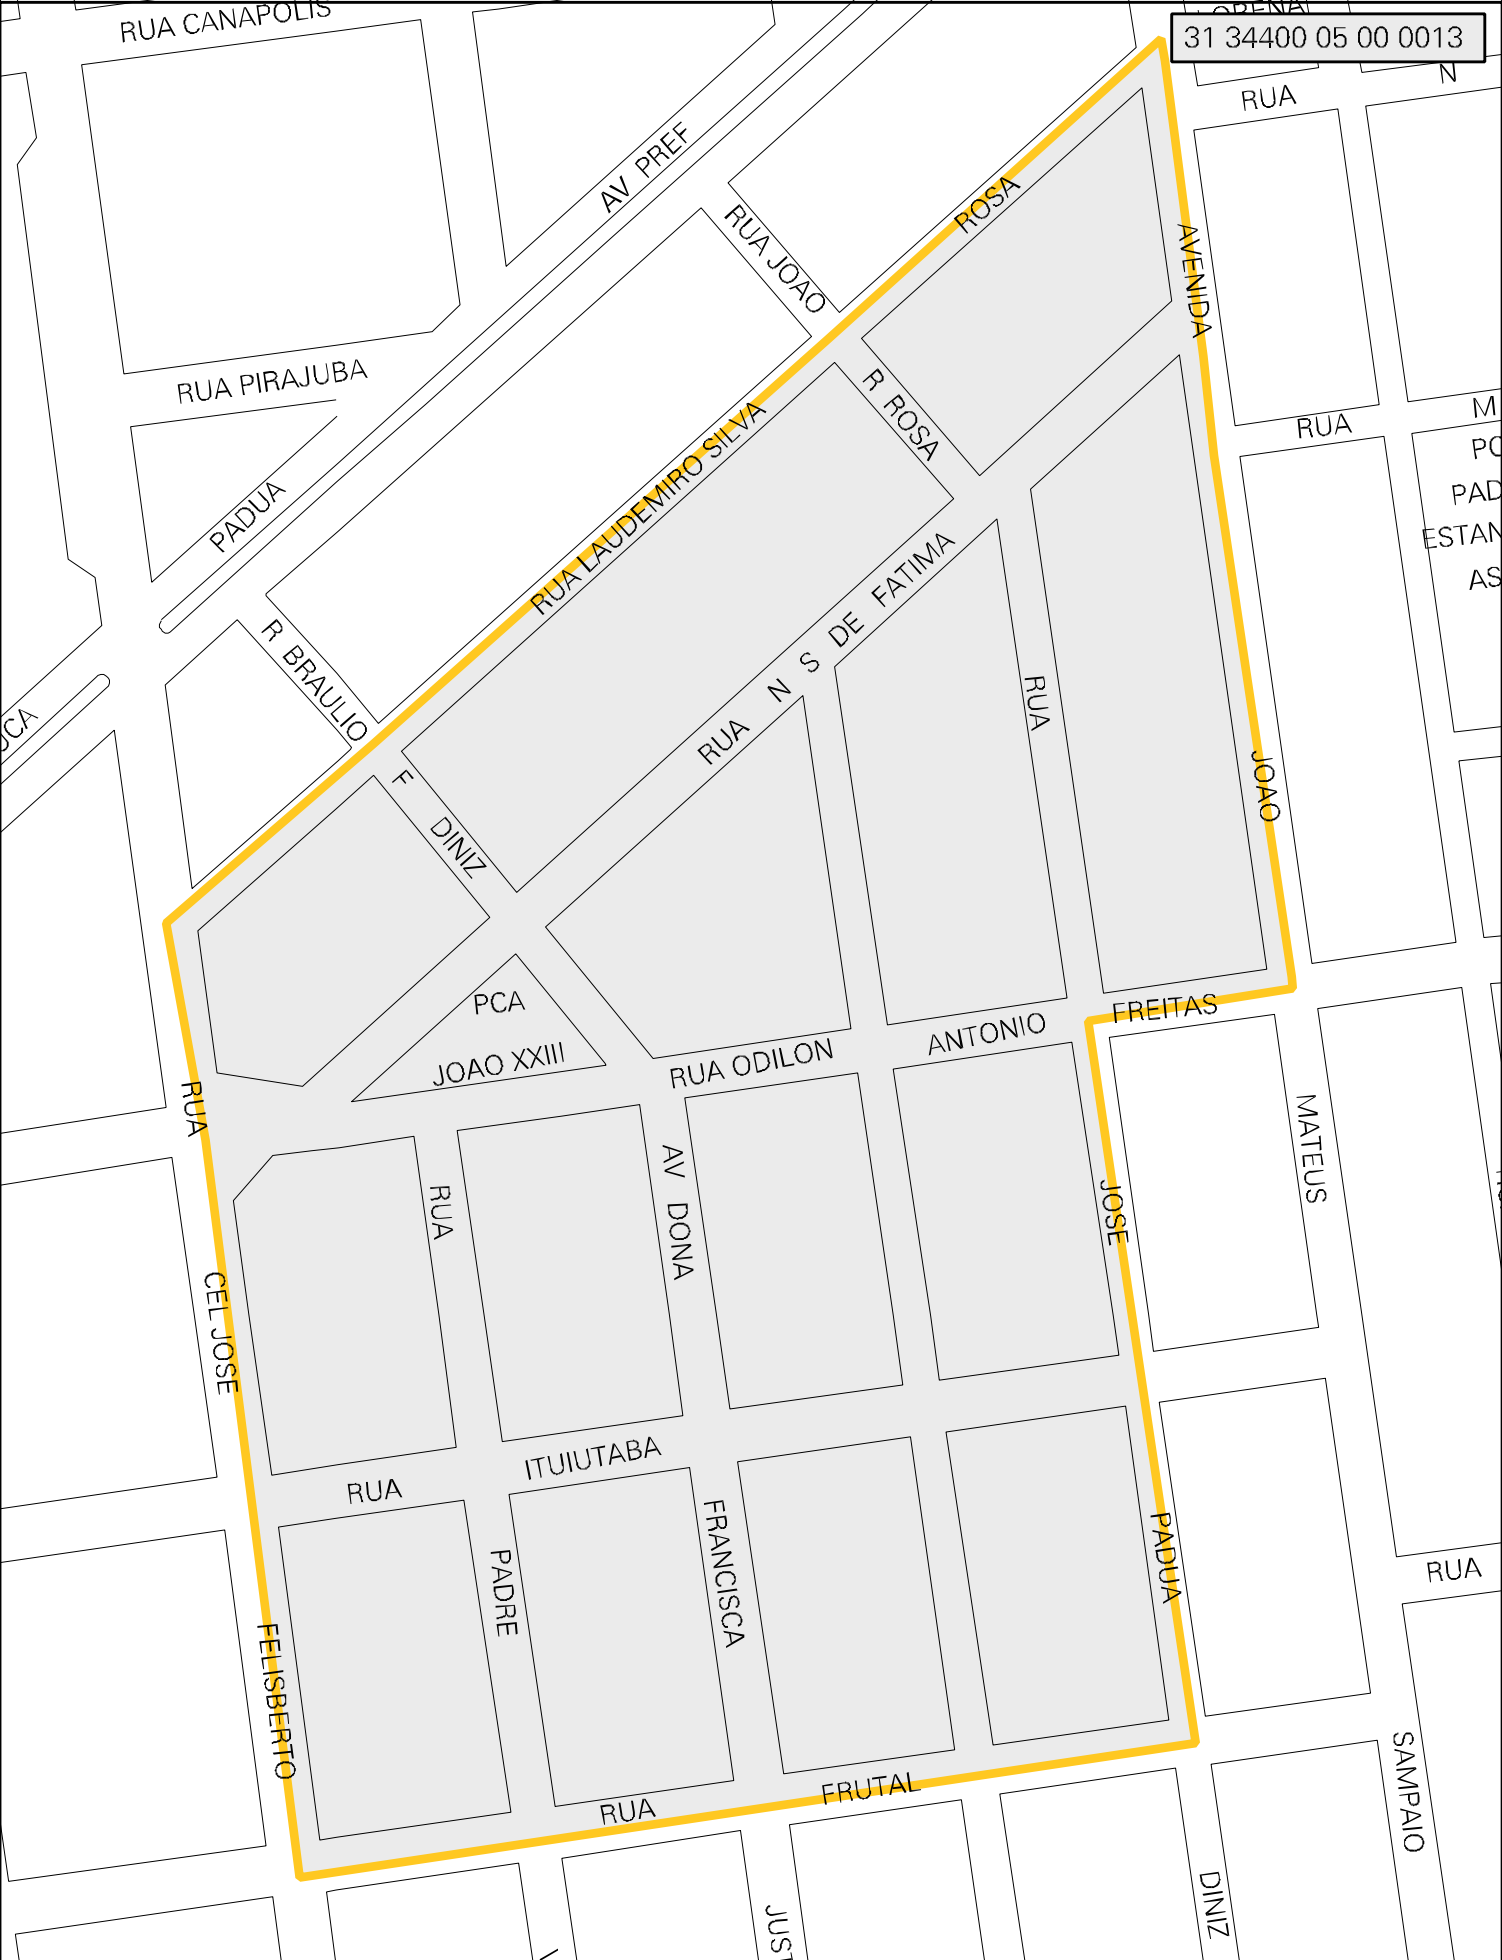 RUA CANAPOLIS
31 34400 05 00 0013
RUA
N
AV PREF
ROSA
RUA JOAO
AVENIDA
RUA PIRAJUBA
R ROSA
RUA
M
RUA LAUDEMIRO SILVA
PADUA
PAD
ESTAN
AS
RUA N S DE FATIMA
R BRAULIO
RUA
F DINIZ
JOAO
PCA
JOAO XXIII
RUA ODILON
ANTONIO
FREITAS
RUA
RUA
AV DONA
JOSE
MATEUS
CEL JOSE
RUA
ITUIUTABA
PADRE
FRANCISCA
PADUA
RUA
FELISBERTO
RUA
FRUTAL
SAMPAIO
DINIZ
JUST